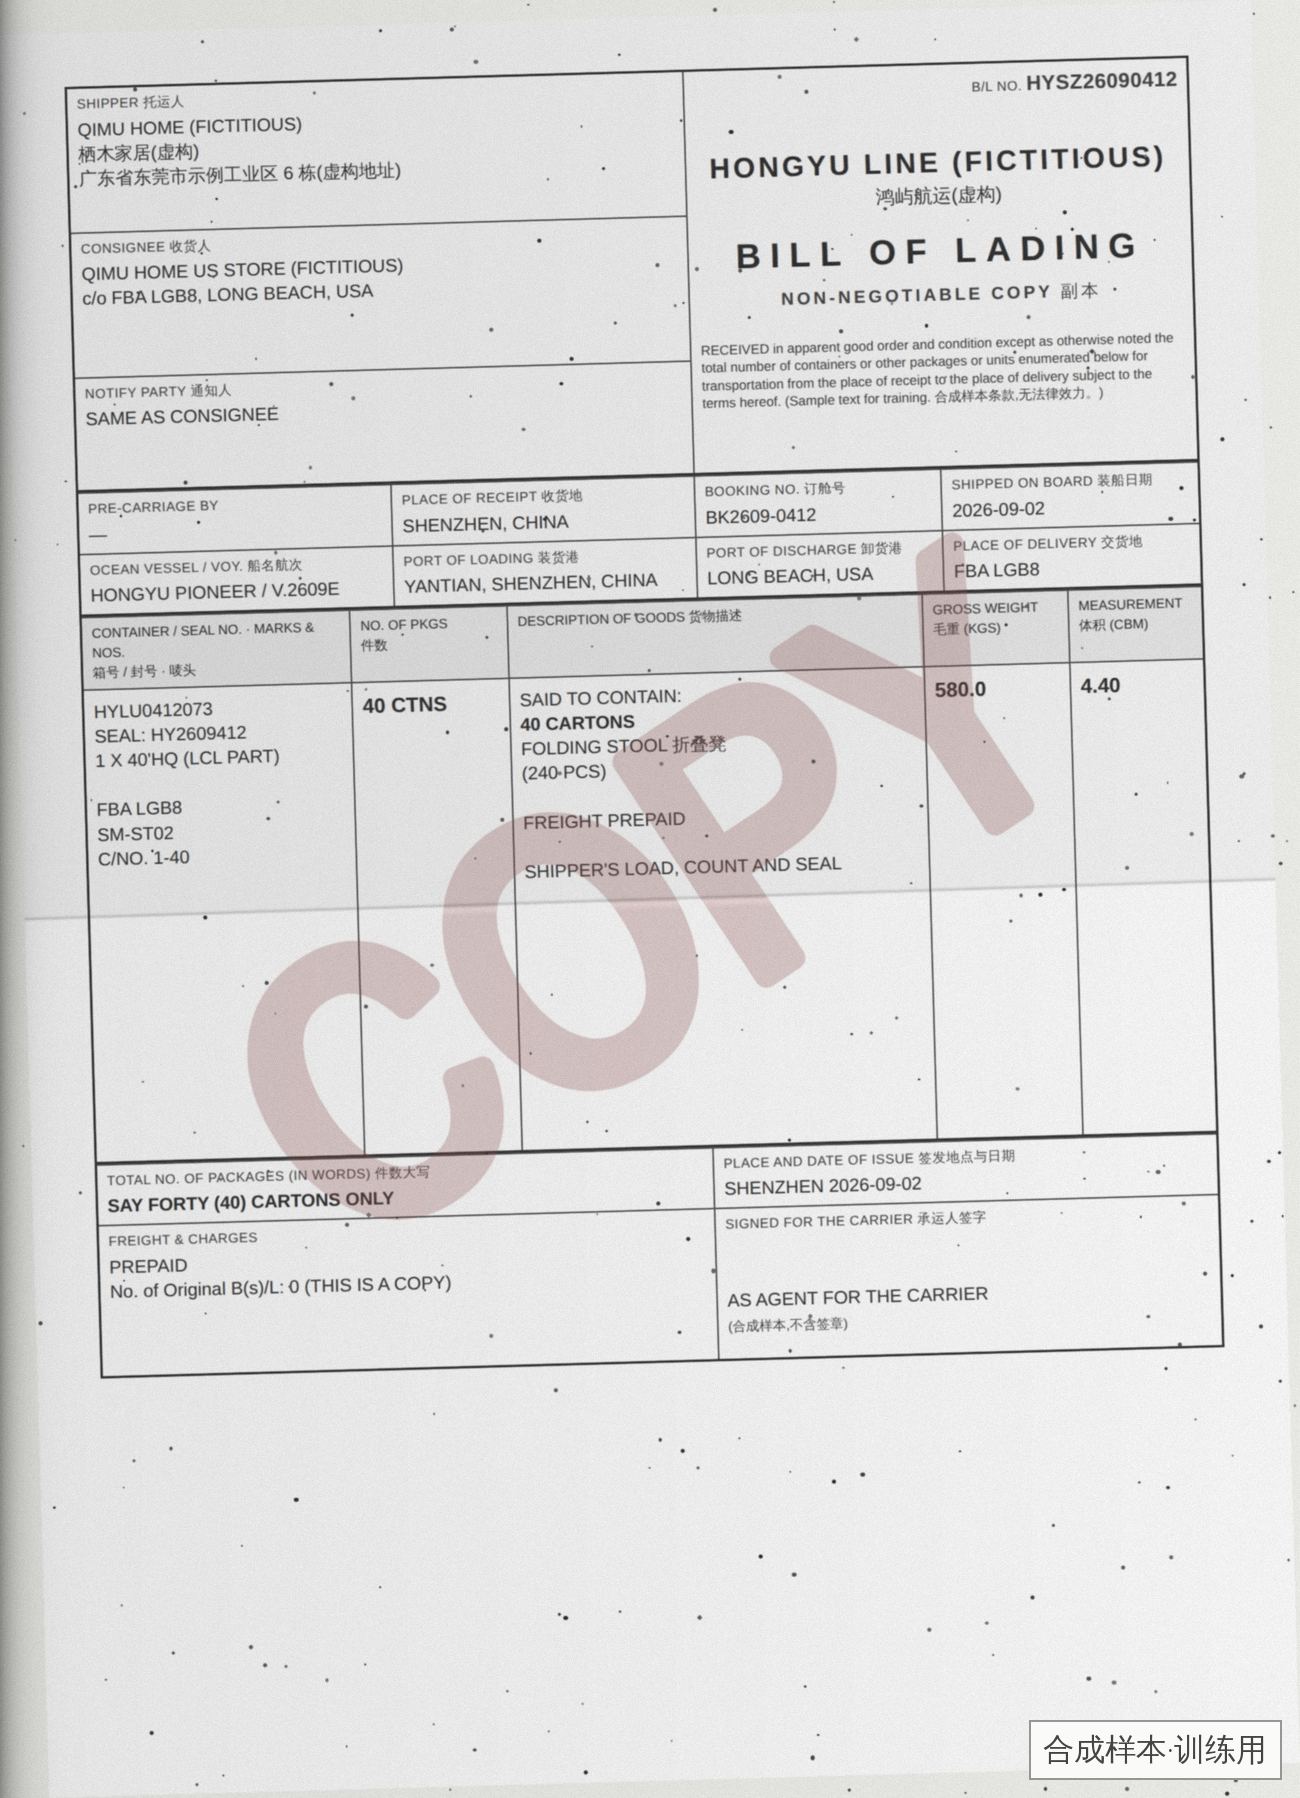 SHIPPER 托运人
QIMU HOME (FICTITIOUS)
栖木家居(虚构)
广东省东莞市示例工业区 6 栋(虚构地址)
CONSIGNEE 收货人
QIMU HOME US STORE (FICTITIOUS)
c/o FBA LGB8, LONG BEACH, USA
NOTIFY PARTY 通知人
SAME AS CONSIGNEE
B/L NO. HYSZ26090412
HONGYU LINE (FICTITIOUS)
鸿屿航运(虚构)
BILL OF LADING
NON-NEGOTIABLE COPY 副本
RECEIVED in apparent good order and condition except as otherwise noted the
total number of containers or other packages or units enumerated below for
transportation from the place of receipt to the place of delivery subject to the
terms hereof. (Sample text for training. 合成样本条款,无法律效力。)
PRE-CARRIAGE BY
—
PLACE OF RECEIPT 收货地
SHENZHEN, CHINA
BOOKING NO. 订舱号
BK2609-0412
SHIPPED ON BOARD 装船日期
2026-09-02
OCEAN VESSEL / VOY. 船名航次
HONGYU PIONEER / V.2609E
PORT OF LOADING 装货港
YANTIAN, SHENZHEN, CHINA
PORT OF DISCHARGE 卸货港
LONG BEACH, USA
PLACE OF DELIVERY 交货地
FBA LGB8
CONTAINER / SEAL NO. · MARKS &
NOS.
箱号 / 封号 · 唛头
NO. OF PKGS
件数
DESCRIPTION OF GOODS 货物描述
GROSS WEIGHT
毛重 (KGS)
MEASUREMENT
体积 (CBM)
HYLU0412073
SEAL: HY2609412
1 X 40'HQ (LCL PART)
FBA LGB8
SM-ST02
C/NO. 1-40
40 CTNS
SAID TO CONTAIN:
40 CARTONS
FOLDING STOOL 折叠凳
(240 PCS)
FREIGHT PREPAID
SHIPPER'S LOAD, COUNT AND SEAL
580.0
4.40
COPY
TOTAL NO. OF PACKAGES (IN WORDS) 件数大写
SAY FORTY (40) CARTONS ONLY
PLACE AND DATE OF ISSUE 签发地点与日期
SHENZHEN 2026-09-02
FREIGHT & CHARGES
PREPAID
No. of Original B(s)/L: 0 (THIS IS A COPY)
SIGNED FOR THE CARRIER 承运人签字
AS AGENT FOR THE CARRIER
(合成样本,不含签章)
合成样本·训练用